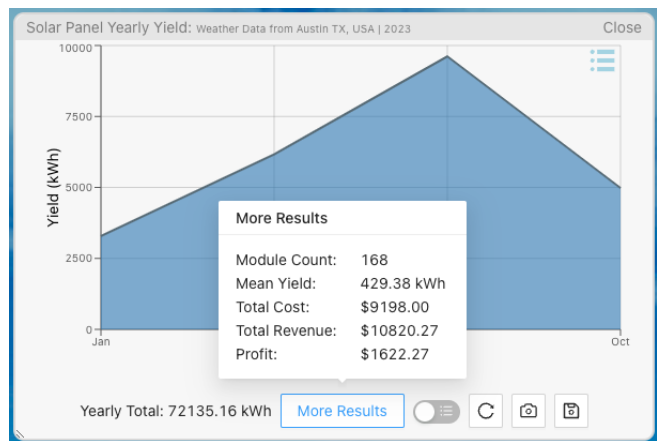 Solar Panel Yearly Yield: Weather Data from Austin TX, USA | 2023 Close
10000
7500
5000
2500
0
Yield (kWh)
Jan
Oct
More Results
Module Count: 168
Mean Yield: 429.38 kWh
Total Cost: $9198.00
Total Revenue: $10820.27
Profit: $1622.27
Yearly Total: 72135.16 kWh More Results